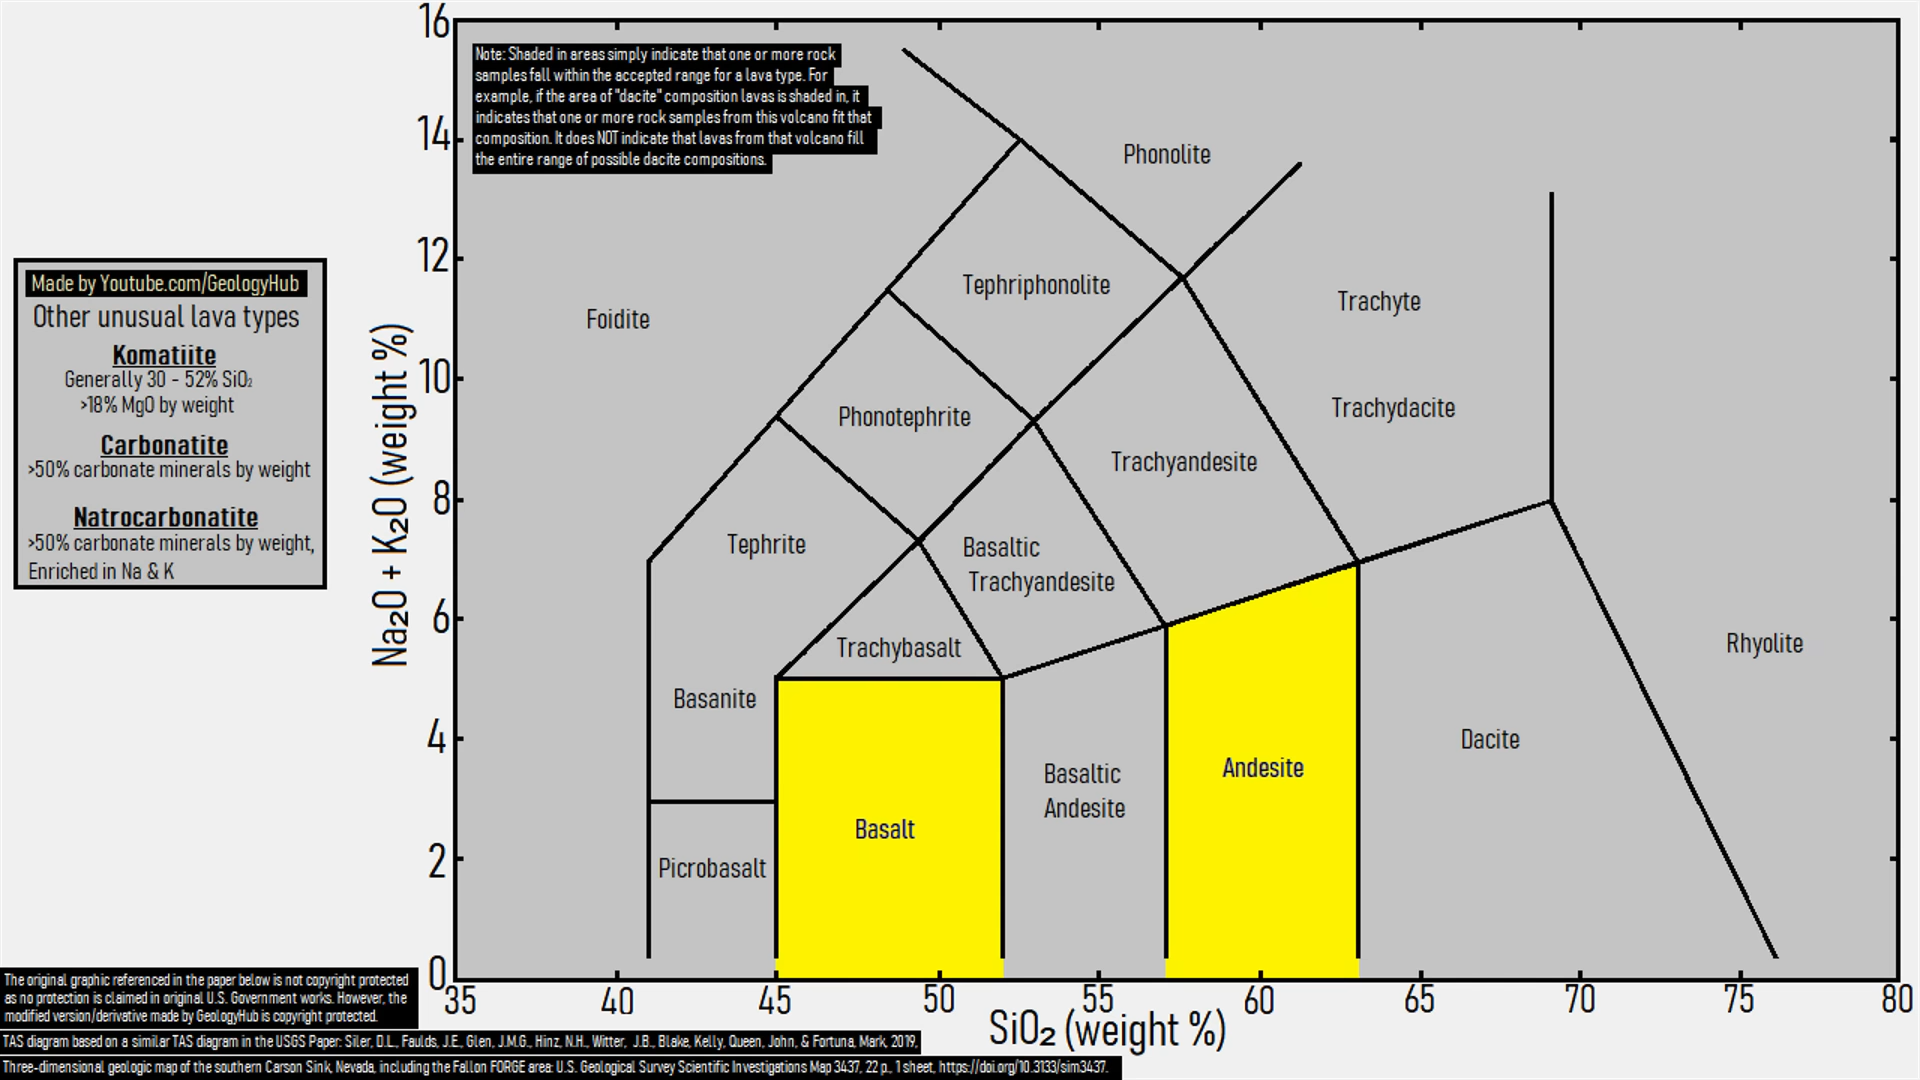 16
14
12
10
8
6
4
2
0
Na₂O + K₂O (weight %)
Note: Shaded in areas simply indicate that one or more rock
samples fall within the accepted range for a lava type. For
example, if the area of "dacite" composition lavas is shaded in, it
indicates that one or more rock samples from this volcano fit that
composition. It does NOT indicate that lavas from that volcano fill
the entire range of possible dacite compositions.
Phonolite
Tephriphonolite
Foidite
Trachyte
Trachydacite
Phonotephrite
Trachyandesite
Tephrite
Basaltic
Trachyandesite
Trachybasalt
Rhyolite
Basanite
Dacite
Andesite
Basaltic
Andesite
Basalt
Picrobasalt
35 40 45 50 55 60 65 70 75 80
SiO₂ (weight %)
Made by Youtube.com/GeologyHub
Other unusual lava types
Komatiite
Generally 30 - 52% SiO₂
>18% MgO by weight
Carbonatite
>50% carbonate minerals by weight
Natrocarbonatite
>50% carbonate minerals by weight,
Enriched in Na & K
The original graphic referenced in the paper below is not copyright protected
as no protection is claimed in original U.S. Government works. However, the
modified version/derivative made by GeologyHub is copyright protected.
TAS diagram based on a similar TAS diagram in the USGS Paper: Siler, D.L., Faulds, J.E., Glen, J.M.G., Hinz, N.H., Witter, J.B., Blake, Kelly, Queen, John, & Fortuna, Mark, 2019,
Three-dimensional geologic map of the southern Carson Sink, Nevada, including the Fallon FORGE area: U.S. Geological Survey Scientific Investigations Map 3437, 22 p., 1 sheet, https://doi.org/10.3133/sim3437.